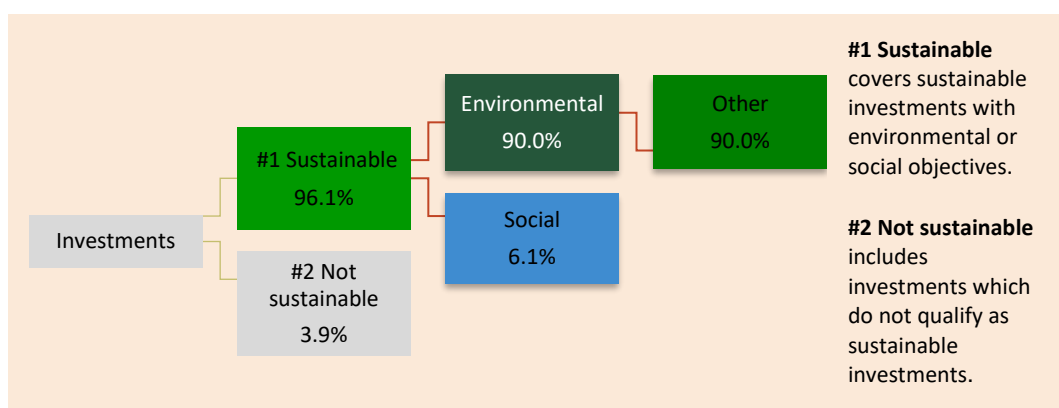 Investments
#1 Sustainable
96.1%
#2 Not
sustainable
3.9%
Environmental
90.0%
Social
6.1%
Other
90.0%
#1 Sustainable
covers sustainable
investments with
environmental or
social objectives.
#2 Not sustainable
includes
investments which
do not qualify as
sustainable
investments.